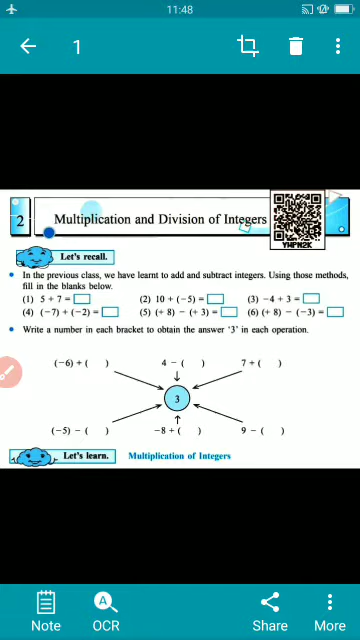 11:48
1
2
Multiplication and Division of Integers
YWPM2K
Let's recall.
• In the previous class, we have learnt to add and subtract integers. Using those methods,
fill in the blanks below.
(1) 5 + 7 =
(2) 10 + (−5) =
(3) −4 + 3 =
(4) (−7) + (−2) =
(5) (+ 8) − (+ 3) =
(6) (+ 8) − (−3) =
• Write a number in each bracket to obtain the answer '3' in each operation.
(−6) + ( )
4 − ( )
7 + ( )
3
(−5) − ( )
−8 + ( )
9 − ( )
Let's learn.
Multiplication of Integers
Note
OCR
Share
More